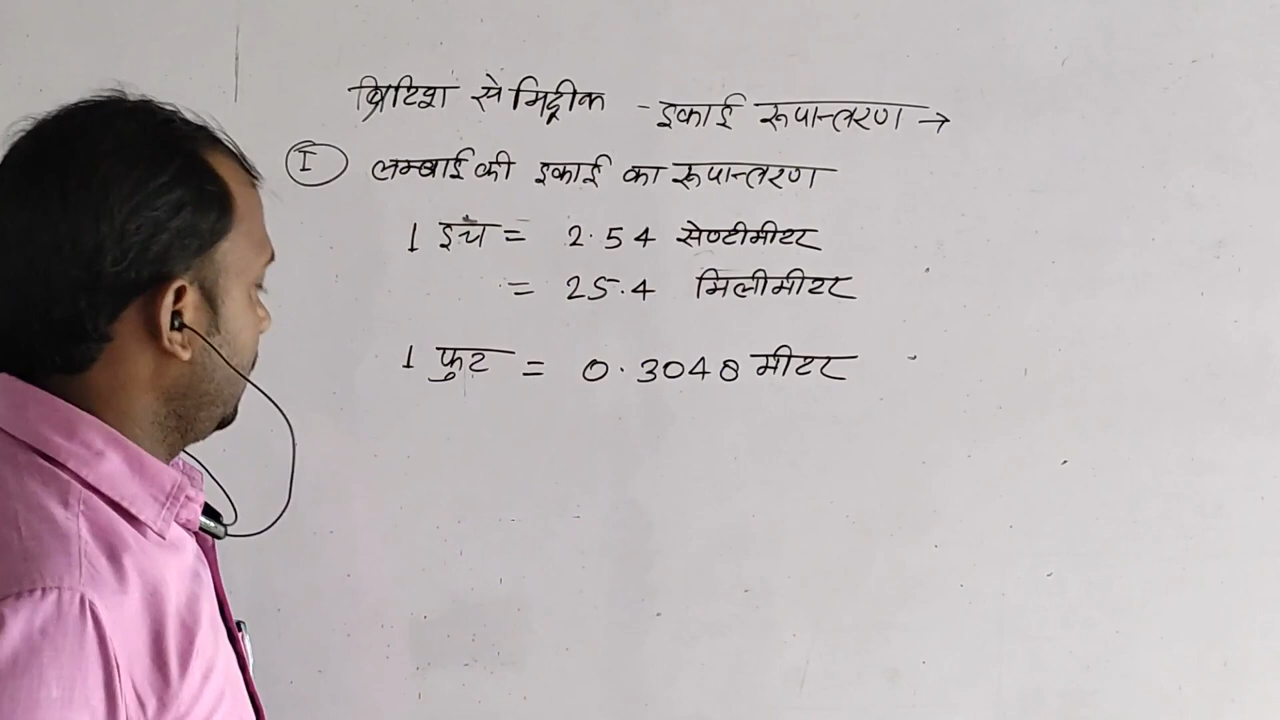 ब्रिटिश से मिट्रीक - इकाई रूपान्तरण →
I लम्बाई की इकाई का रूपान्तरण
1 इंच = 2.54 सेण्टीमीटर
= 25.4 मिलीमीटर
1 फुट = 0.3048 मीटर